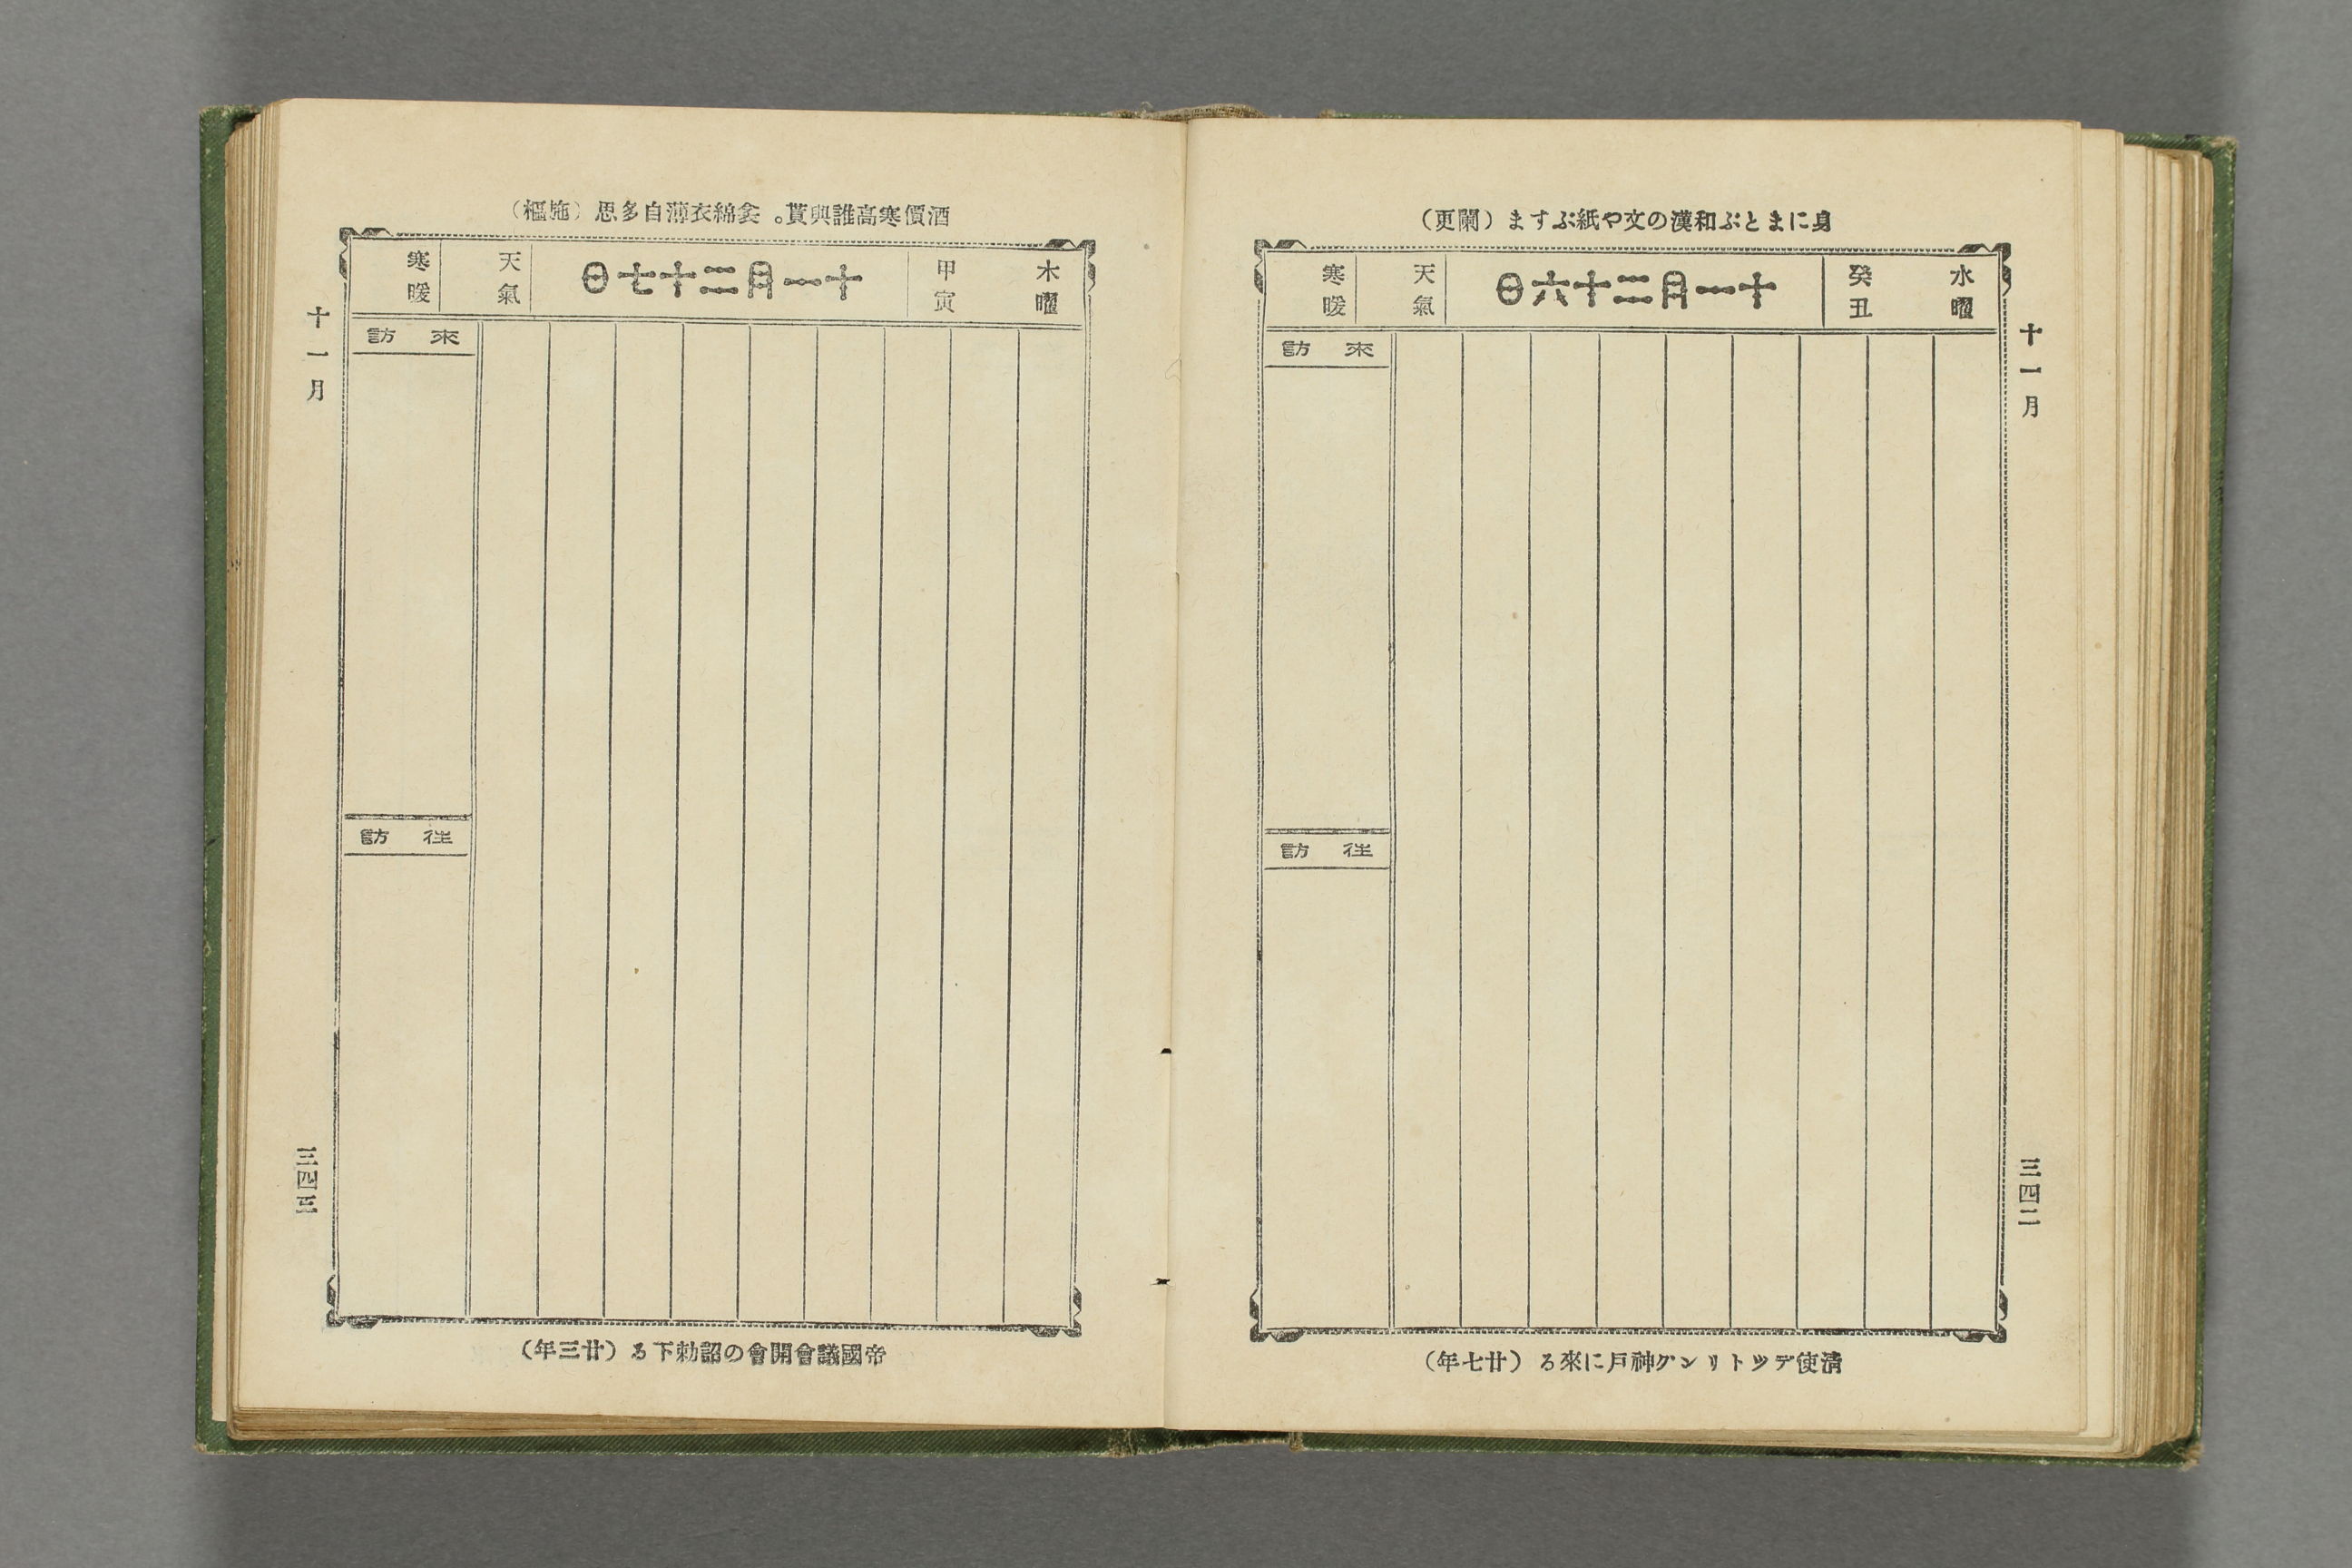 身にまとぶ和漢の文や紙ぶすま(蘭更)
水曜
癸丑
十一月二十六日
天氣
寒暖
來訪
往訪
十一月
三四二
清使デツトリング神戸に來る(廿七年)
酒價寒高誰與貰。衾綿衣薄自多思(施樞)
木曜
甲寅
十一月二十七日
天氣
寒暖
來訪
往訪
十一月
三四三
帝國議會開會の詔勅下る(廿三年)